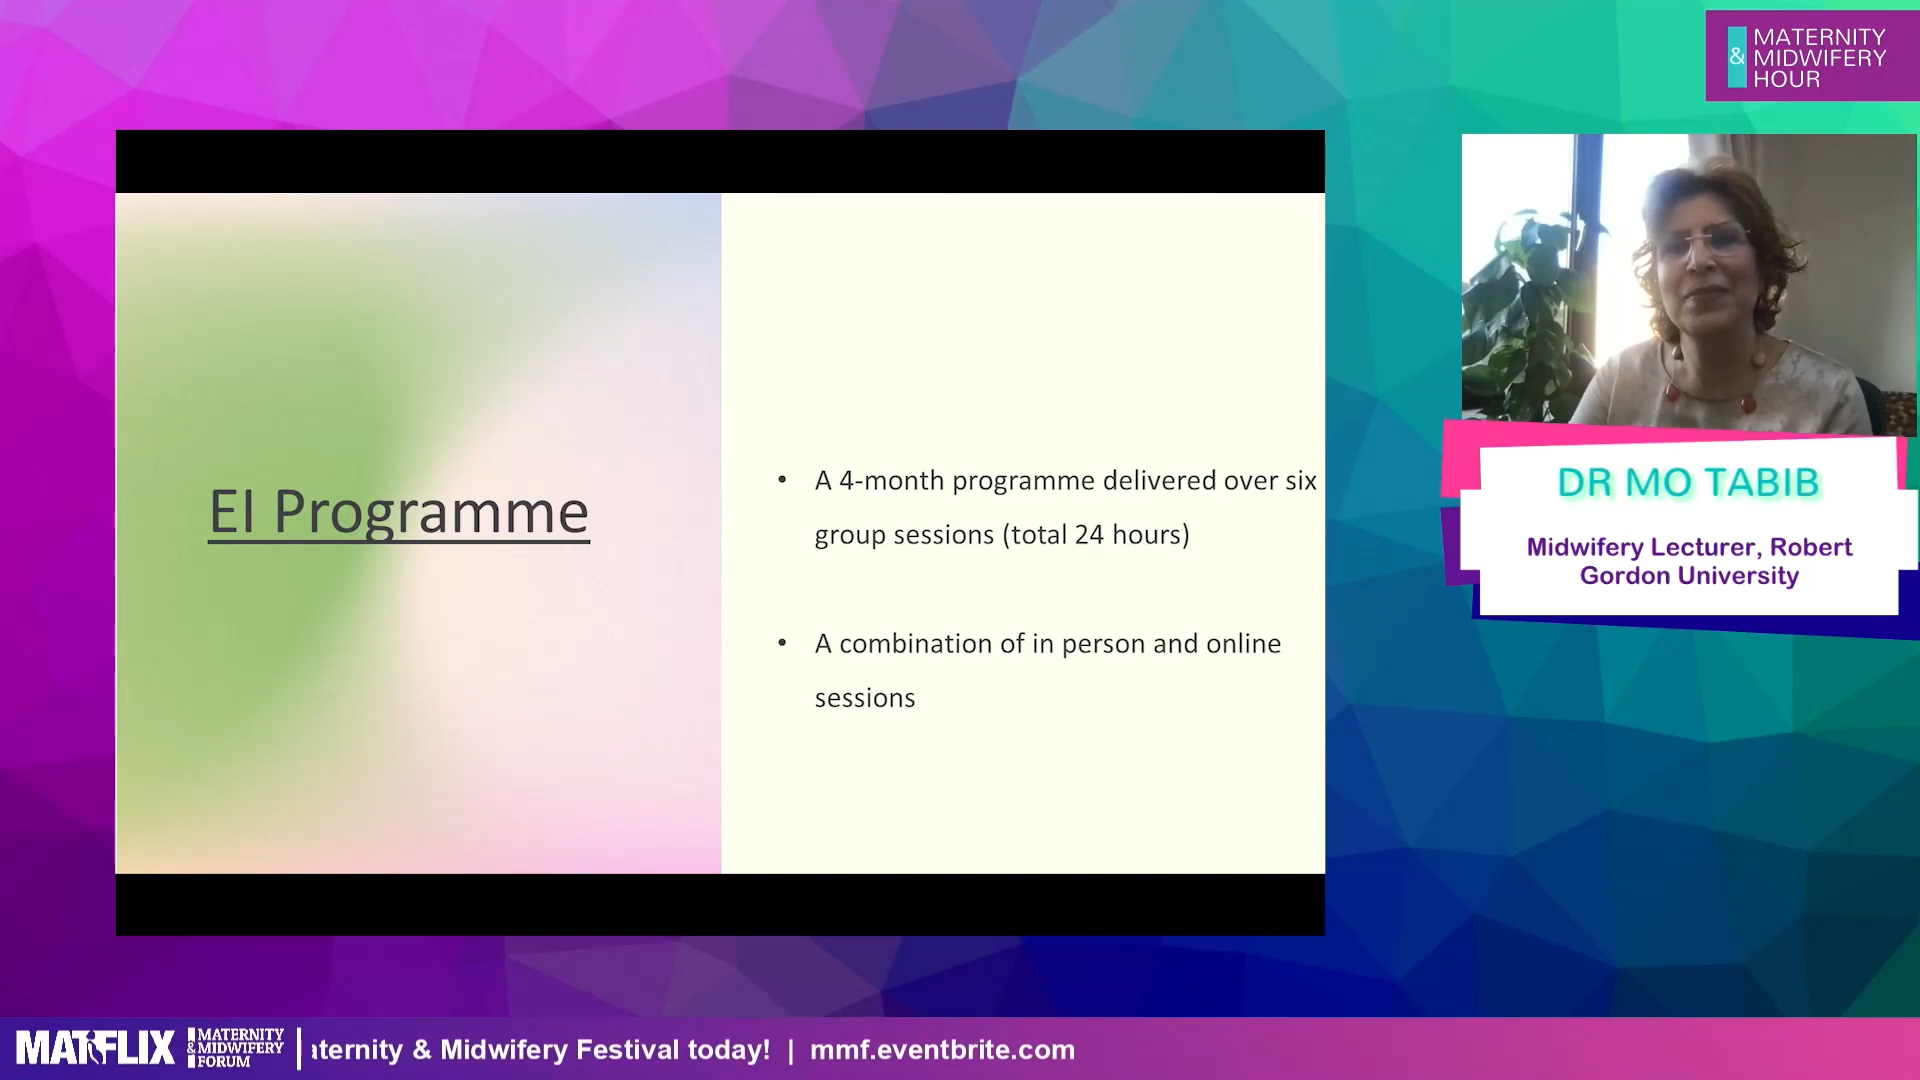 MATERNITY
& MIDWIFERY
HOUR
EI Programme
• A 4-month programme delivered over six
group sessions (total 24 hours)
• A combination of in person and online
sessions
DR MO TABIB
Midwifery Lecturer, Robert
Gordon University
MATFLIX
MATERNITY
& MIDWIFERY
FORUM
aternity & Midwifery Festival today! | mmf.eventbrite.com